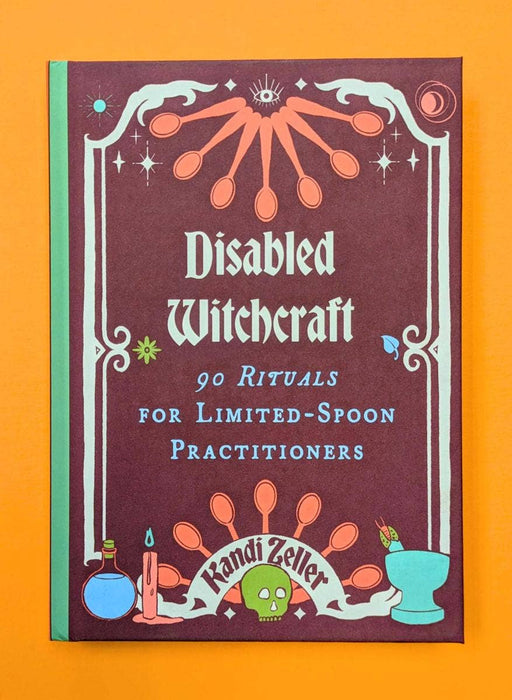 Disabled
Witchcraft
90 Rituals
for Limited-Spoon
Practitioners
Kandi Zeller